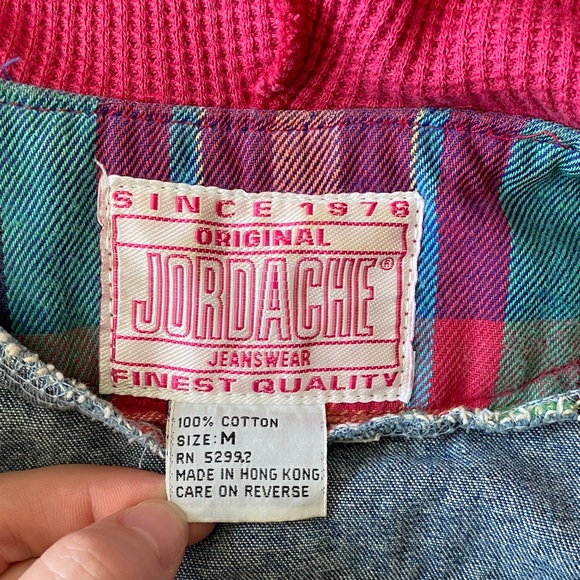 SINCE 1978
ORIGINAL
JORDACHE®
JEANSWEAR
FINEST QUALITY
100% COTTON
SIZE: M
RN 52992
MADE IN HONG KONG
CARE ON REVERSE